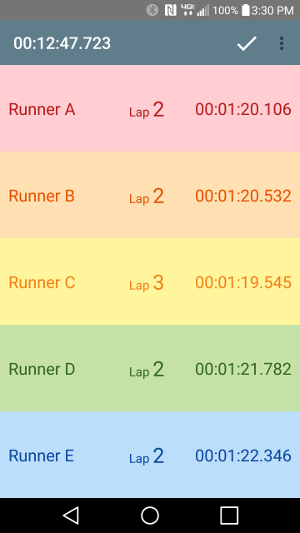 100% 3:30 PM
00:12:47.723
Runner A Lap 2 00:01:20.106
Runner B Lap 2 00:01:20.532
Runner C Lap 3 00:01:19.545
Runner D Lap 2 00:01:21.782
Runner E Lap 2 00:01:22.346